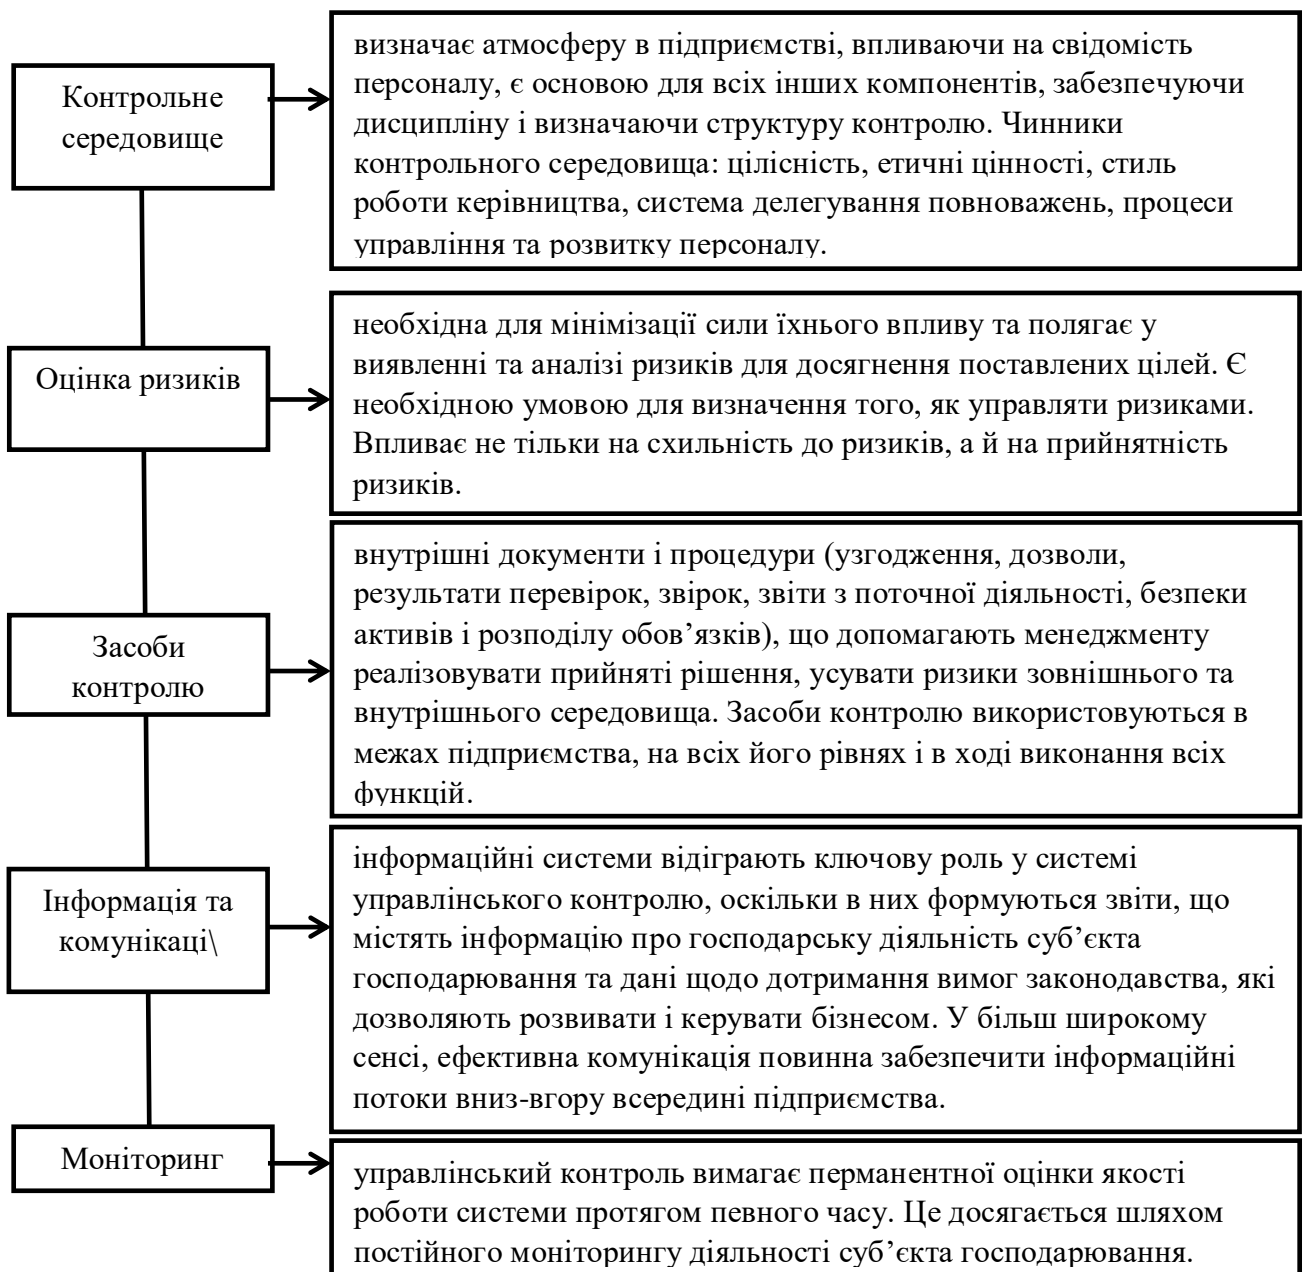 Контрольне
середовище
визначає атмосферу в підприємстві, впливаючи на свідомість
персоналу, є основою для всіх інших компонентів, забезпечуючи
дисципліну і визначаючи структуру контролю. Чинники
контрольного середовища: цілісність, етичні цінності, стиль
роботи керівництва, система делегування повноважень, процеси
управління та розвитку персоналу.
Оцінка ризиків
необхідна для мінімізації сили їхнього впливу та полягає у
виявленні та аналізі ризиків для досягнення поставлених цілей. Є
необхідною умовою для визначення того, як управляти ризиками.
Впливає не тільки на схильність до ризиків, а й на прийнятність
ризиків.
Засоби
контролю
внутрішні документи і процедури (узгодження, дозволи,
результати перевірок, звірок, звіти з поточної діяльності, безпеки
активів і розподілу обов’язків), що допомагають менеджменту
реалізовувати прийняті рішення, усувати ризики зовнішнього та
внутрішнього середовища. Засоби контролю використовуються в
межах підприємства, на всіх його рівнях і в ході виконання всіх
функцій.
Інформація та
комунікаці\
інформаційні системи відіграють ключову роль у системі
управлінського контролю, оскільки в них формуються звіти, що
містять інформацію про господарську діяльність суб’єкта
господарювання та дані щодо дотримання вимог законодавства, які
дозволяють розвивати і керувати бізнесом. У більш широкому
сенсі, ефективна комунікація повинна забезпечити інформаційні
потоки вниз-вгору всередині підприємства.
Моніторинг
управлінський контроль вимагає перманентної оцінки якості
роботи системи протягом певного часу. Це досягається шляхом
постійного моніторингу діяльності суб’єкта господарювання.